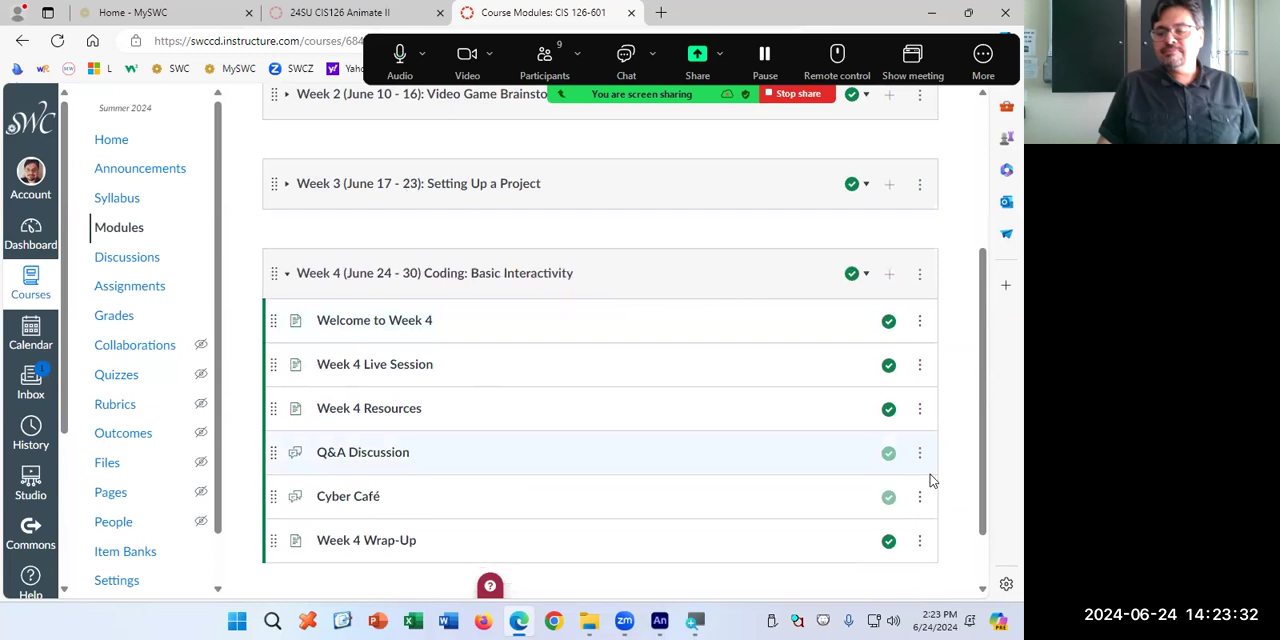 Home - MySWC
24SU CIS126 Animate II
Course Modules: CIS 126-601
https://swccd.instructure.com/courses/684
Audio
Video
9
Participants
Chat
Share
Pause
Remote control
Show meeting
More
You are screen sharing
Stop share
SWC
MySWC
SWCZ
SWC
Account
Dashboard
Courses
Calendar
1
Inbox
History
Studio
Commons
Help
Summer 2024
Home
Announcements
Syllabus
Modules
Discussions
Assignments
Grades
Collaborations
Quizzes
Rubrics
Outcomes
Files
Pages
People
Item Banks
Settings
Week 2 (June 10 - 16): Video Game Brainsto
Week 3 (June 17 - 23): Setting Up a Project
Week 4 (June 24 - 30) Coding: Basic Interactivity
Welcome to Week 4
Week 4 Live Session
Week 4 Resources
Q&A Discussion
Cyber Café
Week 4 Wrap-Up
2:23 PM
6/24/2024
2024-06-24 14:23:32